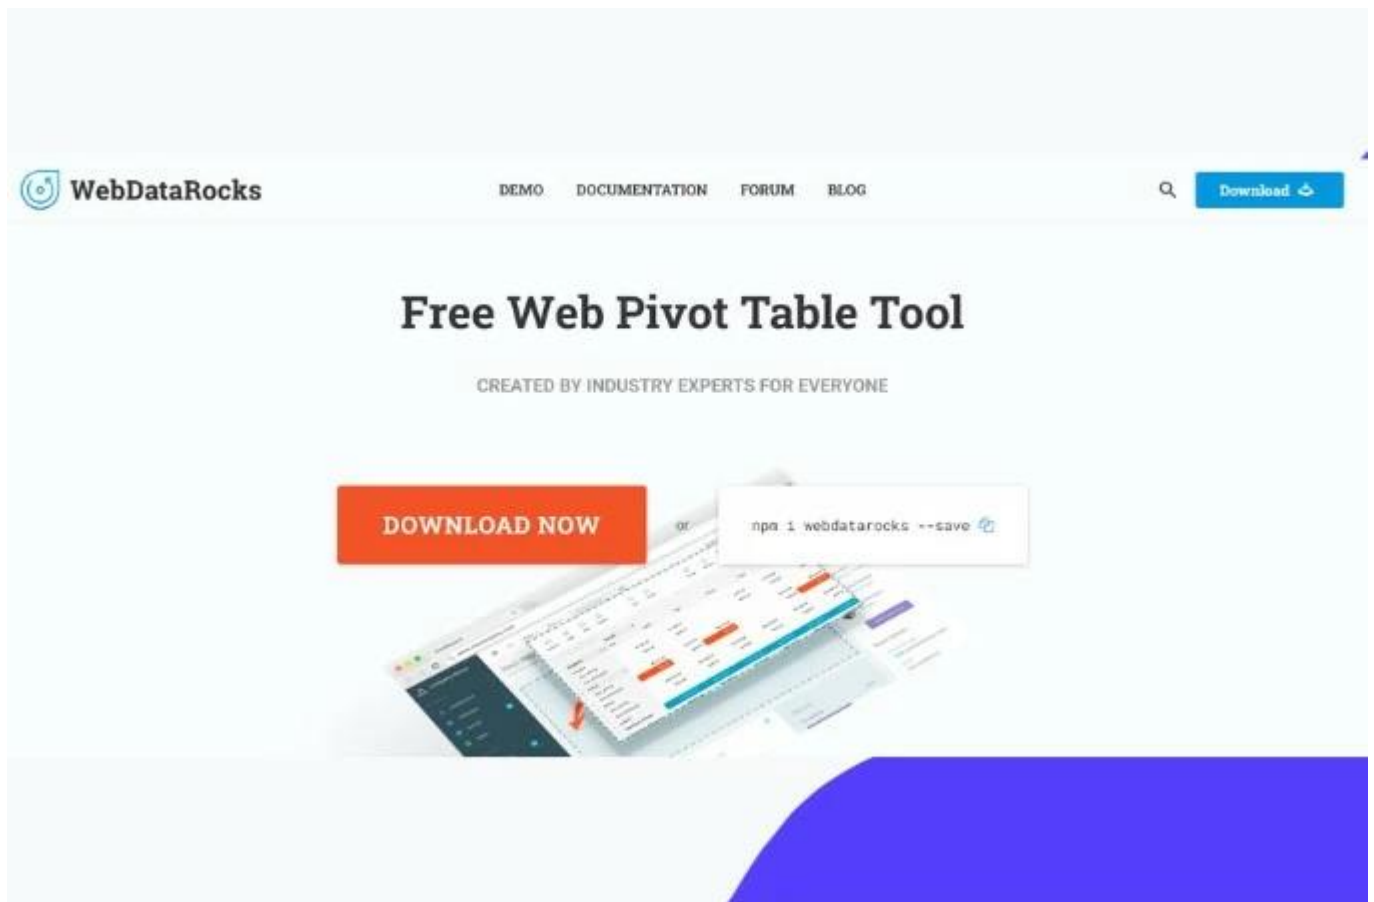 WebDataRocks
DEMO DOCUMENTATION FORUM BLOG
Download
Free Web Pivot Table Tool
CREATED BY INDUSTRY EXPERTS FOR EVERYONE
DOWNLOAD NOW
or
npm i webdatarocks --save